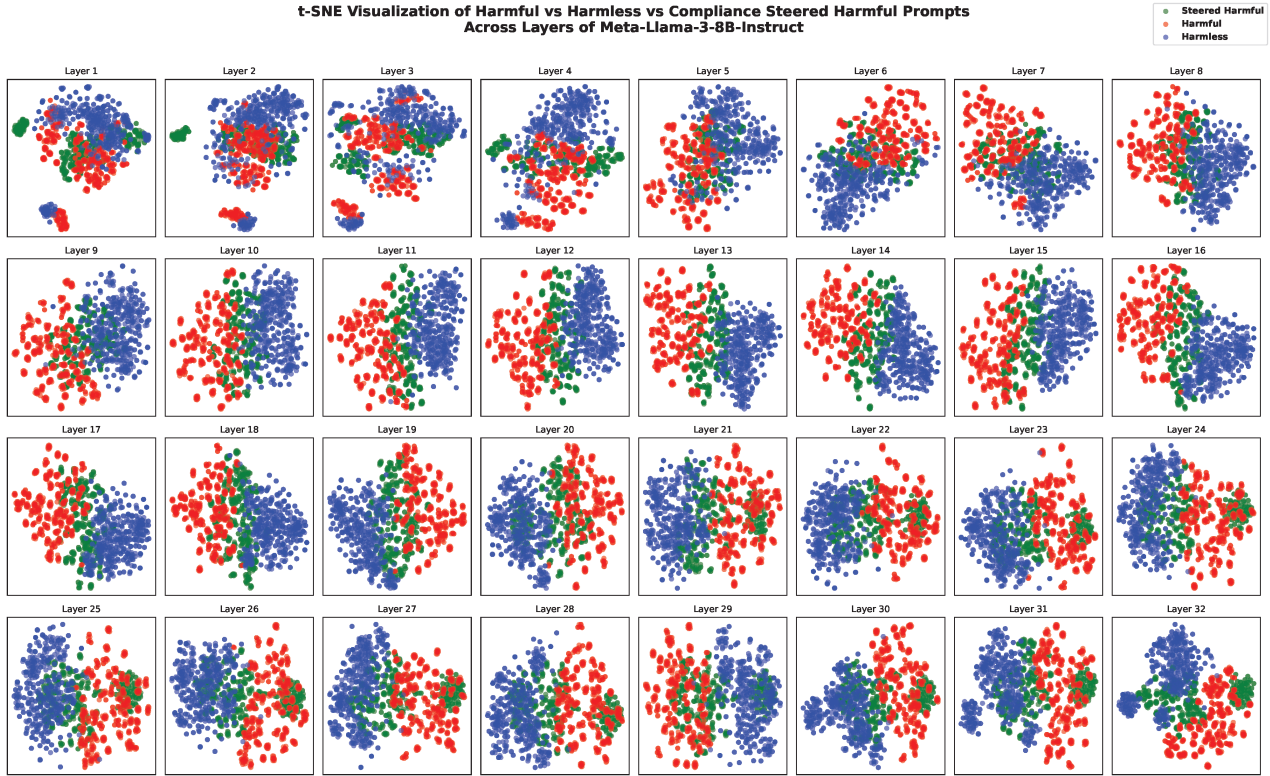 t-SNE Visualization of Harmful vs Harmless vs Compliance Steered Harmful Prompts
Across Layers of Meta-Llama-3-8B-Instruct
Steered Harmful
Harmful
Harmless
Layer 1
Layer 2
Layer 3
Layer 4
Layer 5
Layer 6
Layer 7
Layer 8
Layer 9
Layer 10
Layer 11
Layer 12
Layer 13
Layer 14
Layer 15
Layer 16
Layer 17
Layer 18
Layer 19
Layer 20
Layer 21
Layer 22
Layer 23
Layer 24
Layer 25
Layer 26
Layer 27
Layer 28
Layer 29
Layer 30
Layer 31
Layer 32